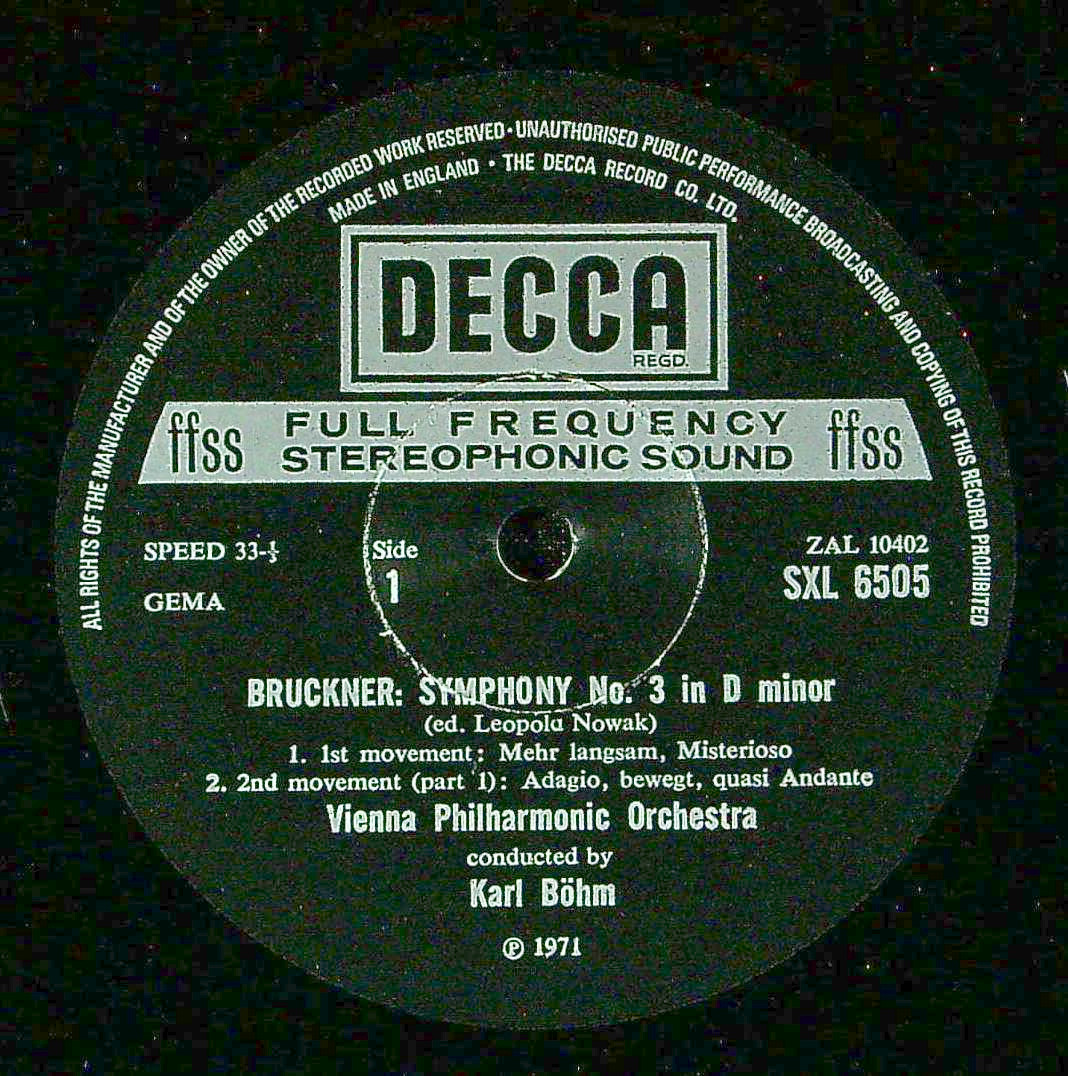 ALL RIGHTS OF THE MANUFACTURER AND OF THE OWNER OF THE RECORDED WORK RESERVED · UNAUTHORISED PUBLIC PERFORMANCE BROADCASTING AND COPYING OF THIS RECORD PROHIBITED
MADE IN ENGLAND · THE DECCA RECORD CO. LTD.
DECCA
REGD.
ffss FULL FREQUENCY ffss
STEREOPHONIC SOUND
SPEED 33-⅓ Side ZAL 10402
1 SXL 6505
GEMA
BRUCKNER: SYMPHONY No. 3 in D minor
(ed. Leopold Nowak)
1. 1st movement: Mehr langsam, Misterioso
2. 2nd movement (part 1): Adagio, bewegt, quasi Andante
Vienna Philharmonic Orchestra
conducted by
Karl Böhm
℗ 1971